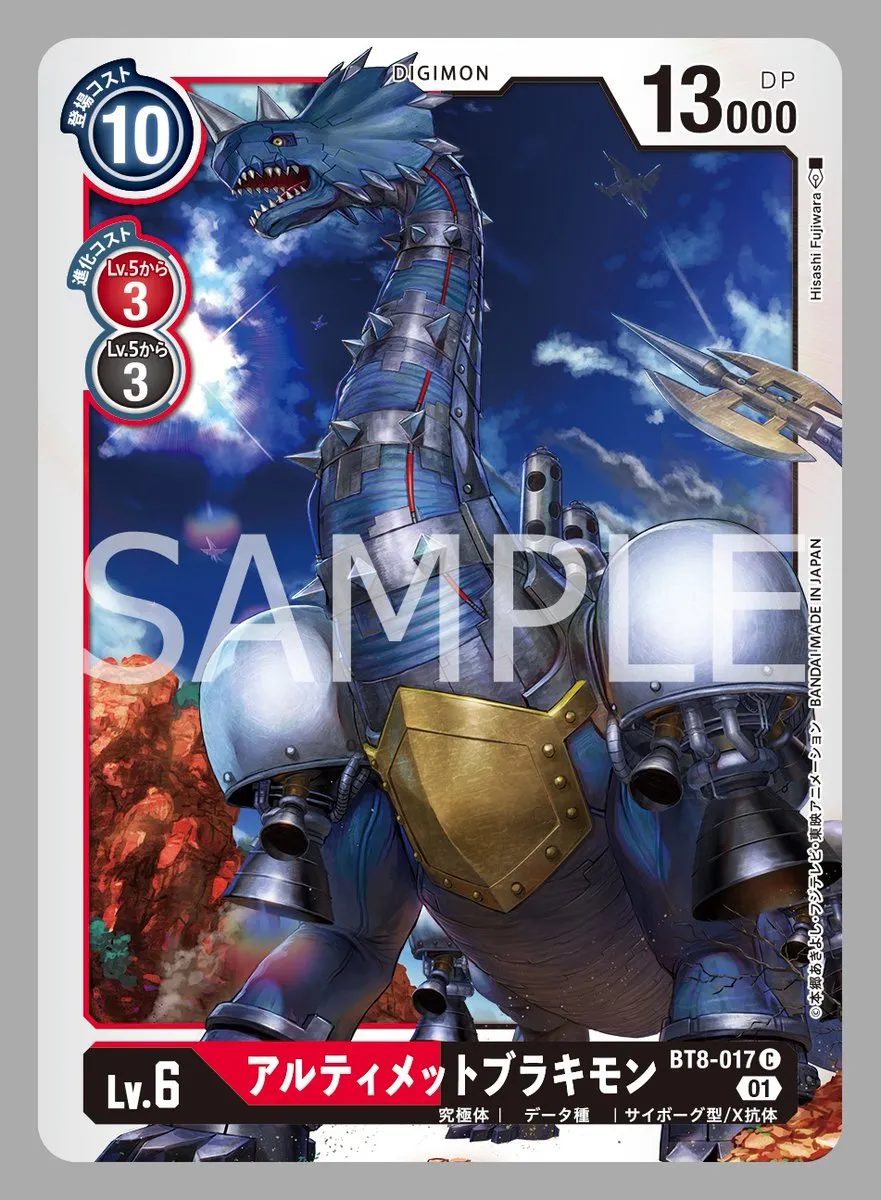 DIGIMON
登場コスト
10
13000
DP
進化コスト
Lv.5から
3
Lv.5から
3
Hisashi Fujiwara
SAMPLE
©本郷あきよし・フジテレビ・東映アニメーション BANDAI MADE IN JAPAN
Lv.6
アルティメットブラキモン
BT8-017 C
01
究極体 | データ種 | サイボーグ型/X抗体